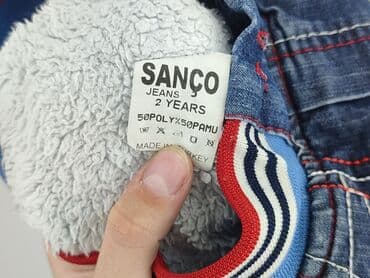 SANÇO
JEANS
2 YEARS
50POLYX50PAMU
MADE IN TURKEY